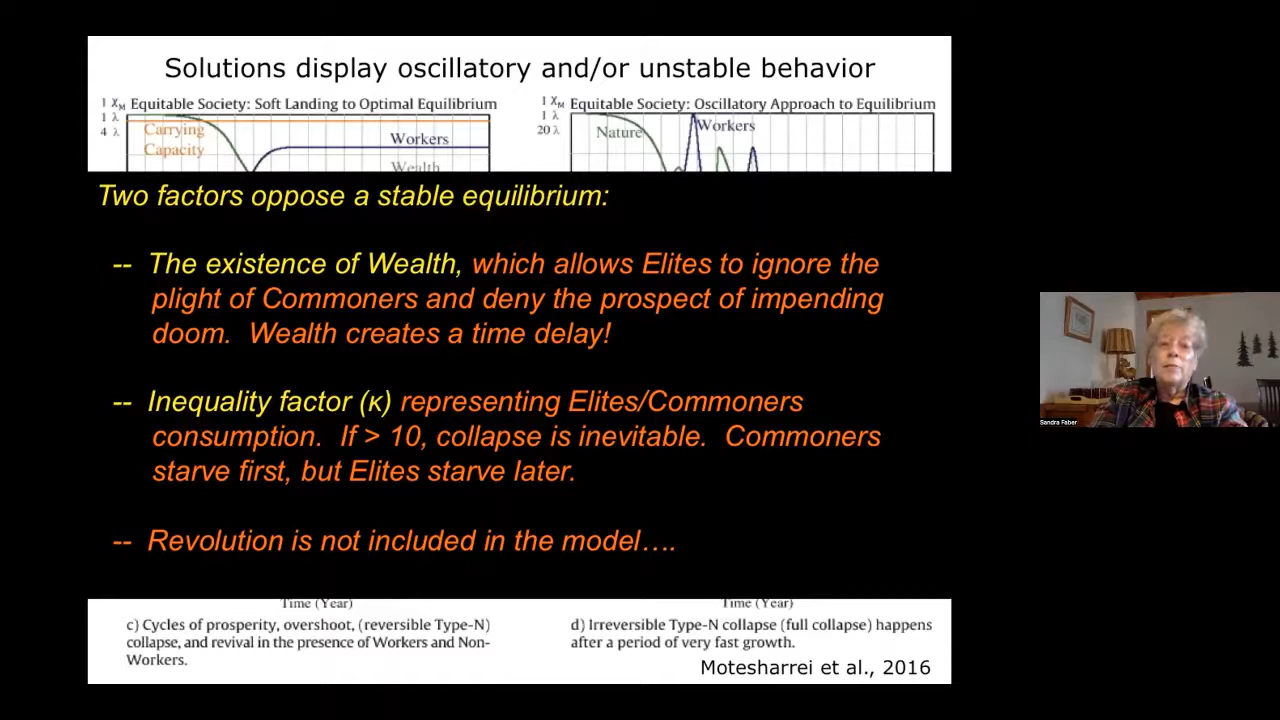 Solutions display oscillatory and/or unstable behavior
1 χM Equitable Society: Soft Landing to Optimal Equilibrium
1 λ
4 λ
Carrying
Capacity
Workers
Wealth
1 χM Equitable Society: Oscillatory Approach to Equilibrium
1 λ
20 λ
Nature
Workers
Two factors oppose a stable equilibrium:
-- The existence of Wealth, which allows Elites to ignore the
plight of Commoners and deny the prospect of impending
doom. Wealth creates a time delay!
-- Inequality factor (κ) representing Elites/Commoners
consumption. If > 10, collapse is inevitable. Commoners
starve first, but Elites starve later.
-- Revolution is not included in the model….
Time (Year)
c) Cycles of prosperity, overshoot, (reversible Type-N)
collapse, and revival in the presence of Workers and Non-
Workers.
Time (Year)
d) Irreversible Type-N collapse (full collapse) happens
after a period of very fast growth.
Motesharrei et al., 2016
Sandra Faber